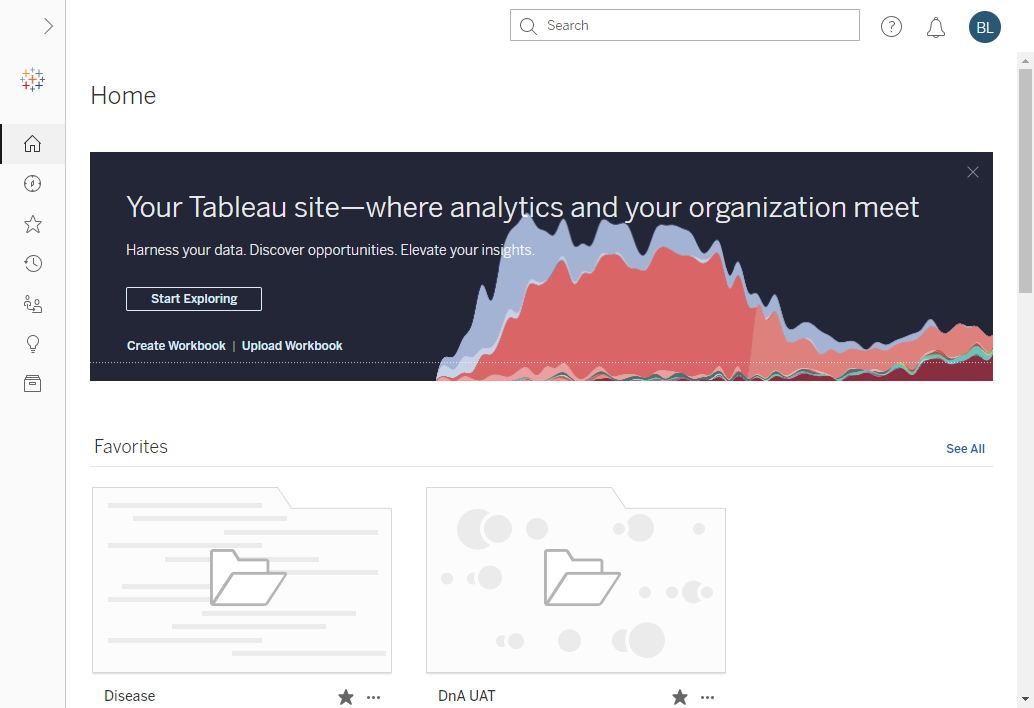 Search
?
BL
Home
Your Tableau site—where analytics and your organization meet
Harness your data. Discover opportunities. Elevate your insights.
Start Exploring
Create Workbook | Upload Workbook
Favorites
See All
Disease
DnA UAT